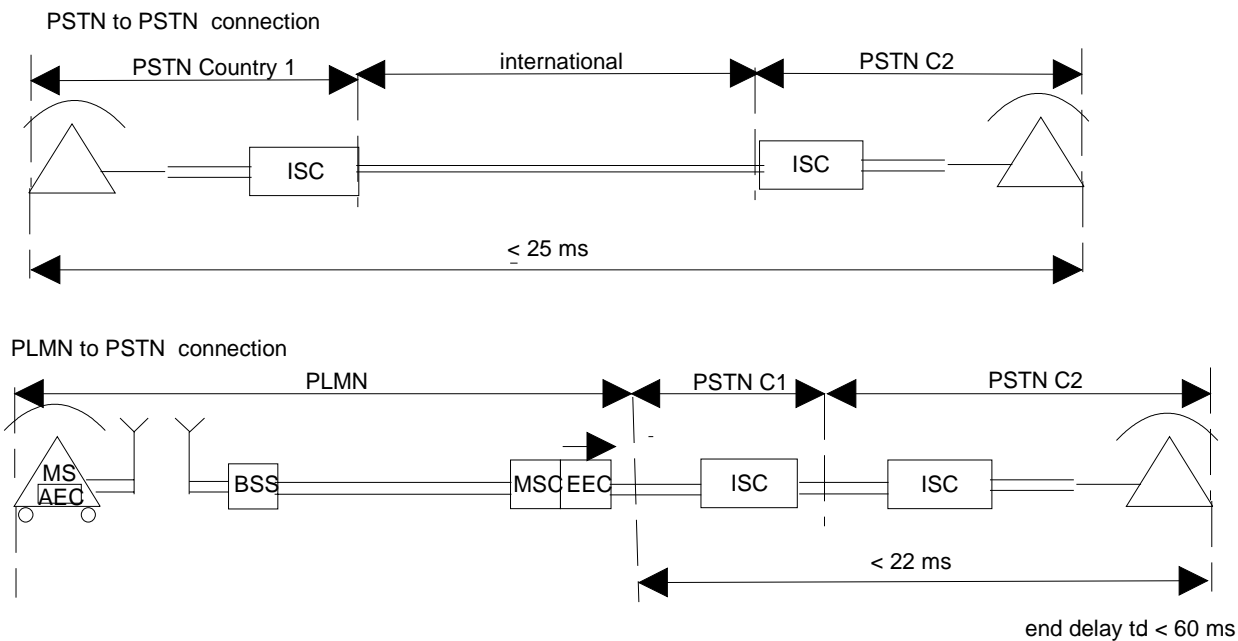 PSTN to PSTN connection
PSTN Country 1
international
PSTN C2
ISC
ISC
< 25 ms
PLMN to PSTN connection
PLMN
PSTN C1
PSTN C2
MS
AEC
BSS
MSC
EEC
ISC
ISC
< 22 ms
end delay td < 60 ms